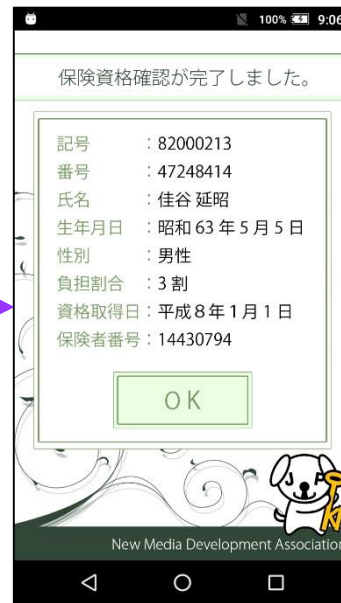 100% 9:06
保険資格確認が完了しました。
記号 : 82000213
番号 : 47248414
氏名 : 佳谷 延昭
生年月日 : 昭和 63 年 5 月 5 日
性別 : 男性
負担割合 : 3 割
資格取得日 : 平成 8 年 1 月 1 日
保険者番号 : 14430794
OK
J P
KI
New Media Development Association